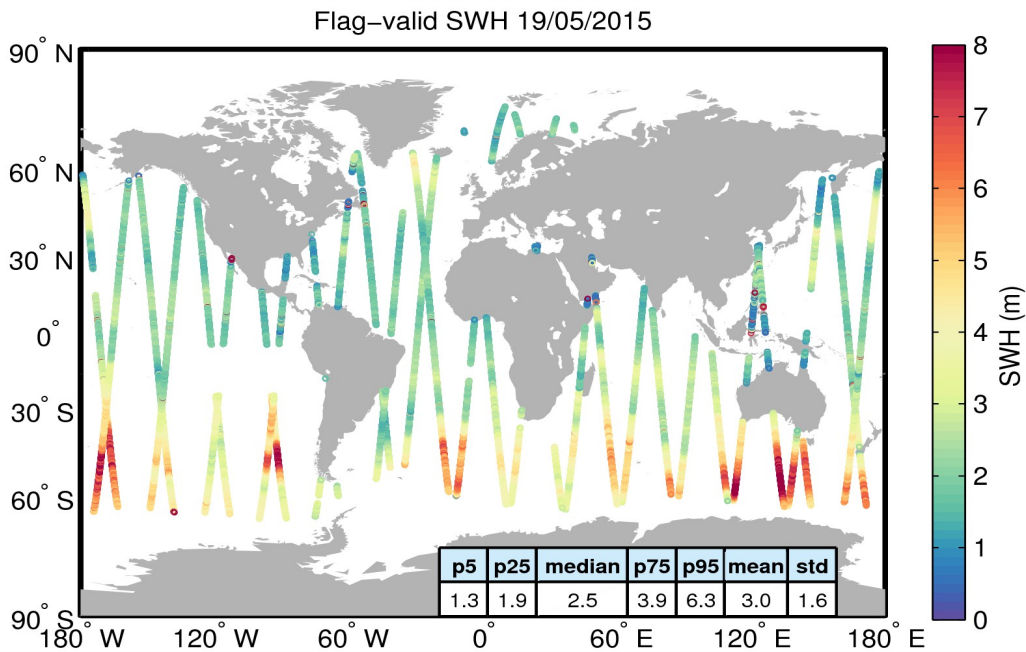 Flag−valid SWH 19/05/2015
90° N
60° N
30° N
0°
30° S
60° S
90° S
180° W
120° W
60° W
0°
60° E
120° E
180° E
p5 p25 median p75 p95 mean std
1.3 1.9 2.5 3.9 6.3 3.0 1.6
8
7
6
5
4
3
2
1
0
SWH (m)